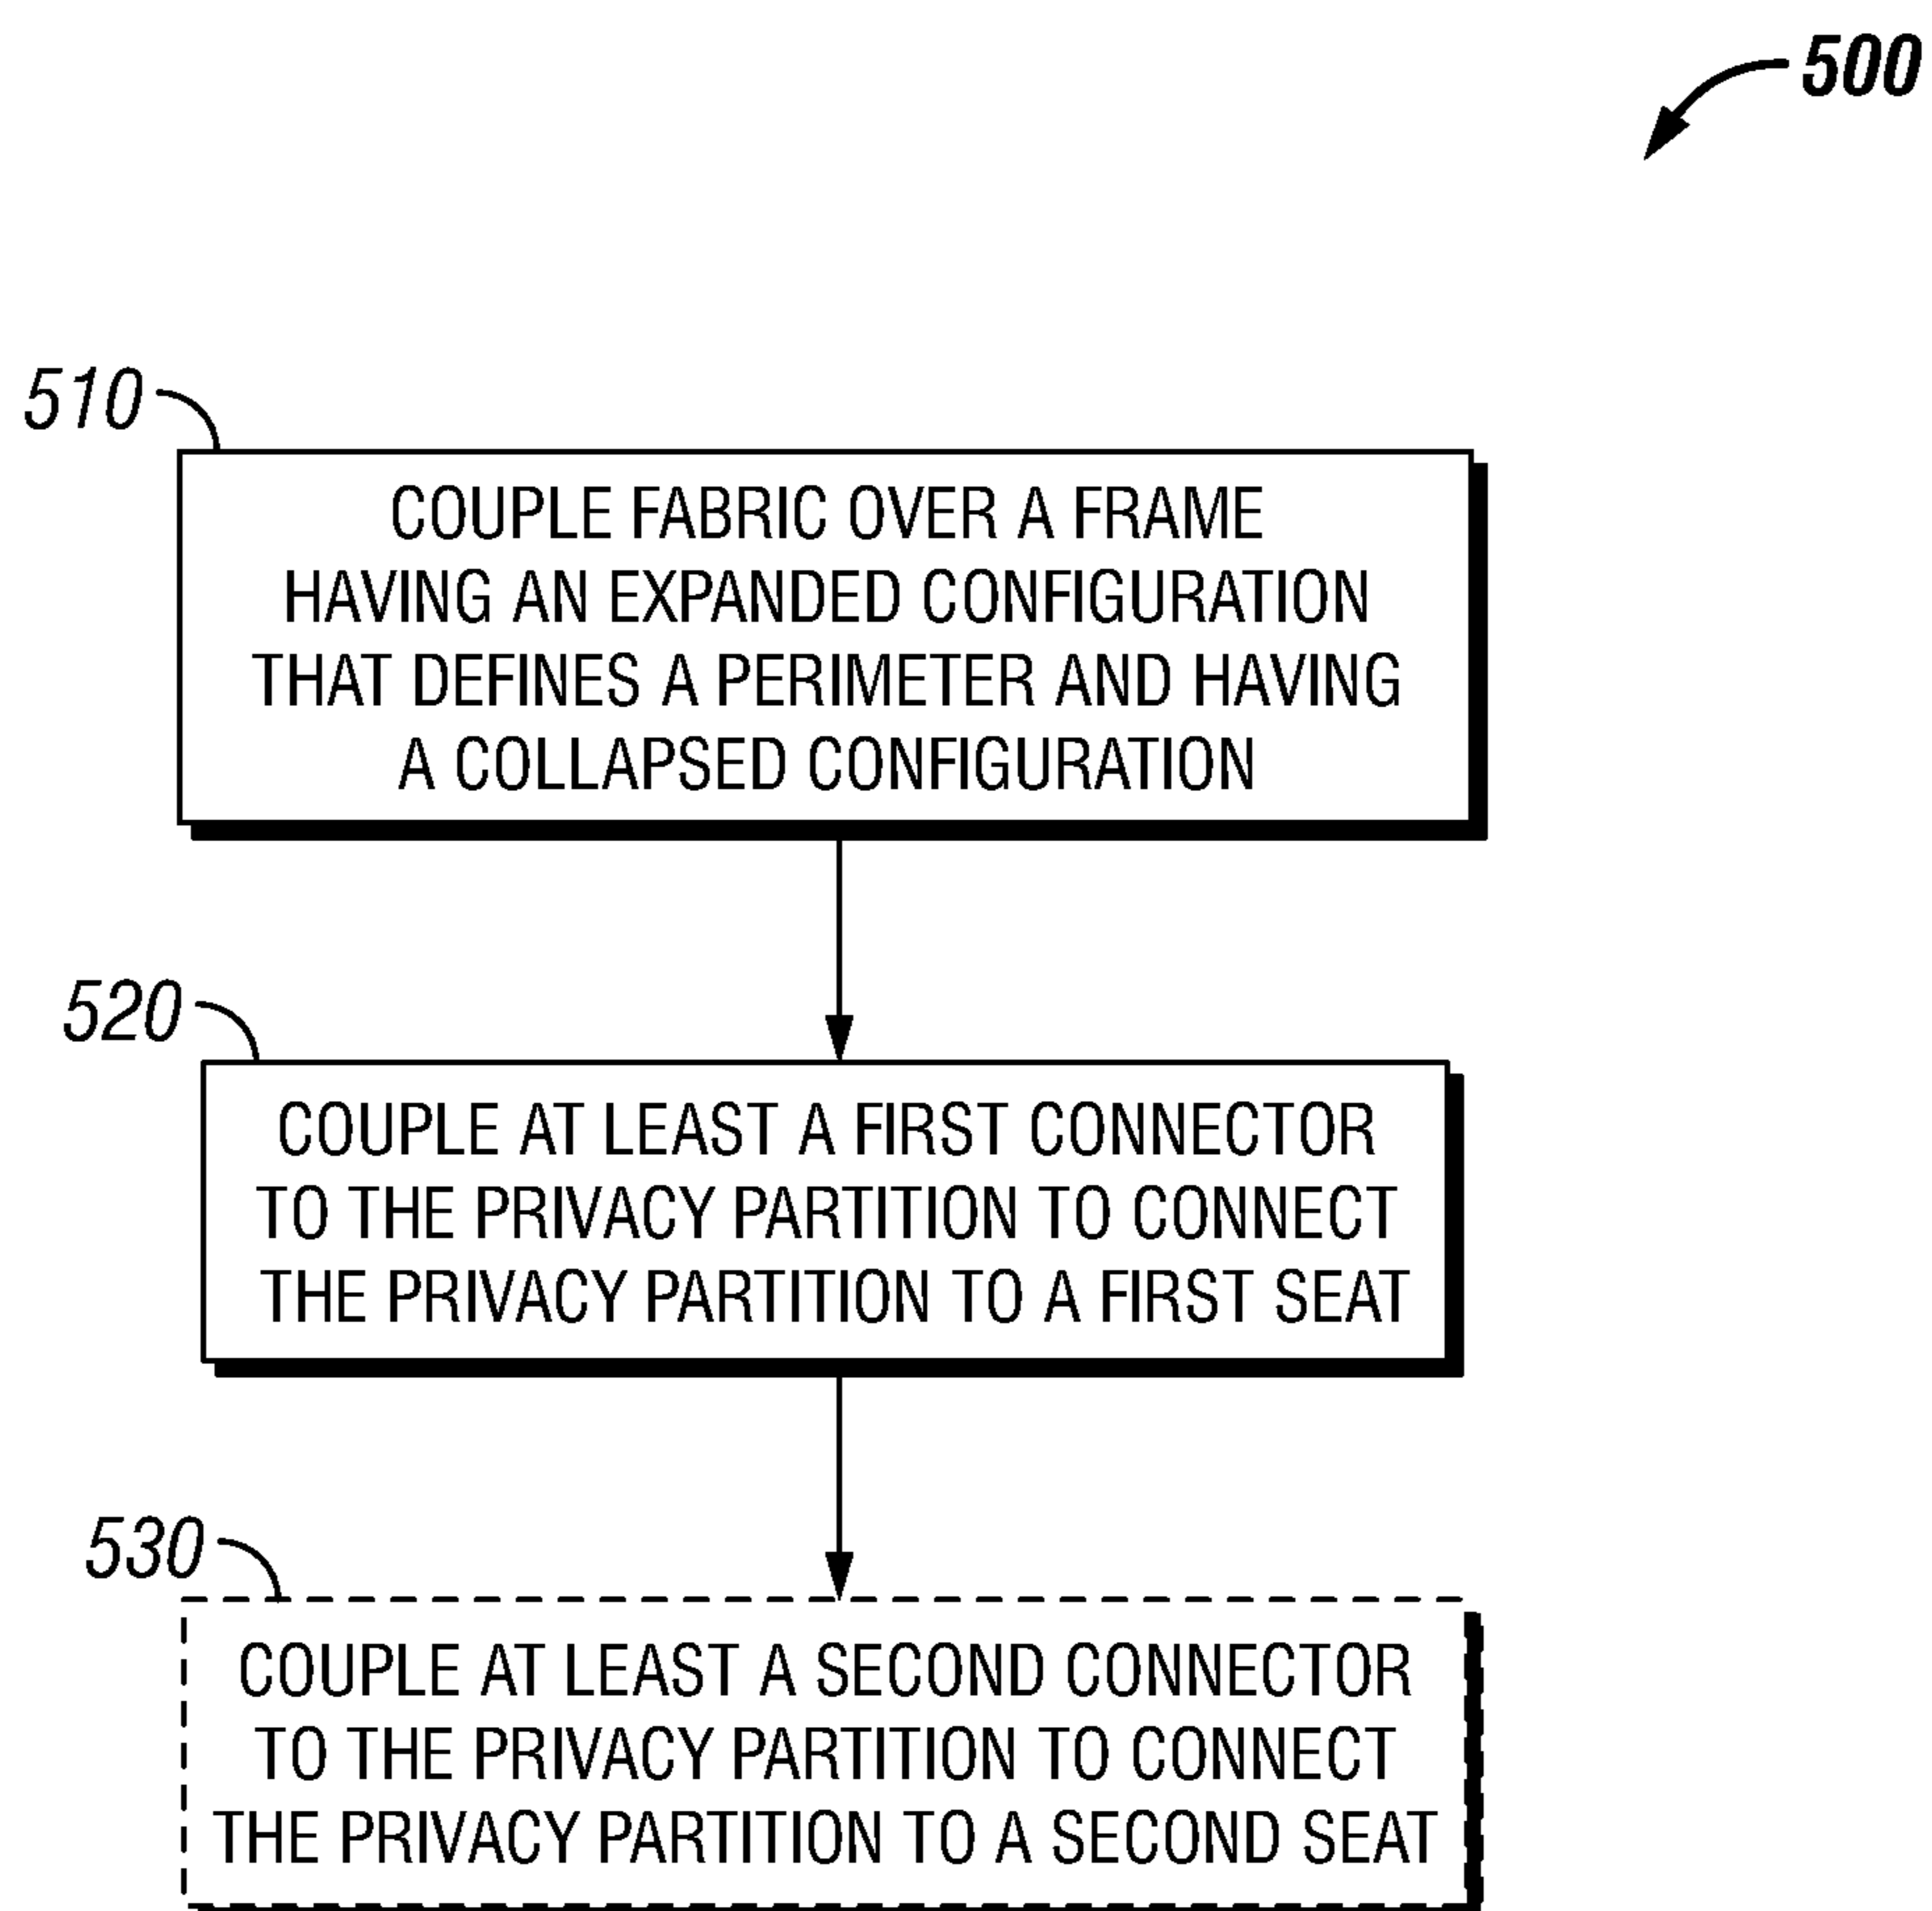 500
510
COUPLE FABRIC OVER A FRAME
HAVING AN EXPANDED CONFIGURATION
THAT DEFINES A PERIMETER AND HAVING
A COLLAPSED CONFIGURATION
520
COUPLE AT LEAST A FIRST CONNECTOR
TO THE PRIVACY PARTITION TO CONNECT
THE PRIVACY PARTITION TO A FIRST SEAT
530
COUPLE AT LEAST A SECOND CONNECTOR
TO THE PRIVACY PARTITION TO CONNECT
THE PRIVACY PARTITION TO A SECOND SEAT